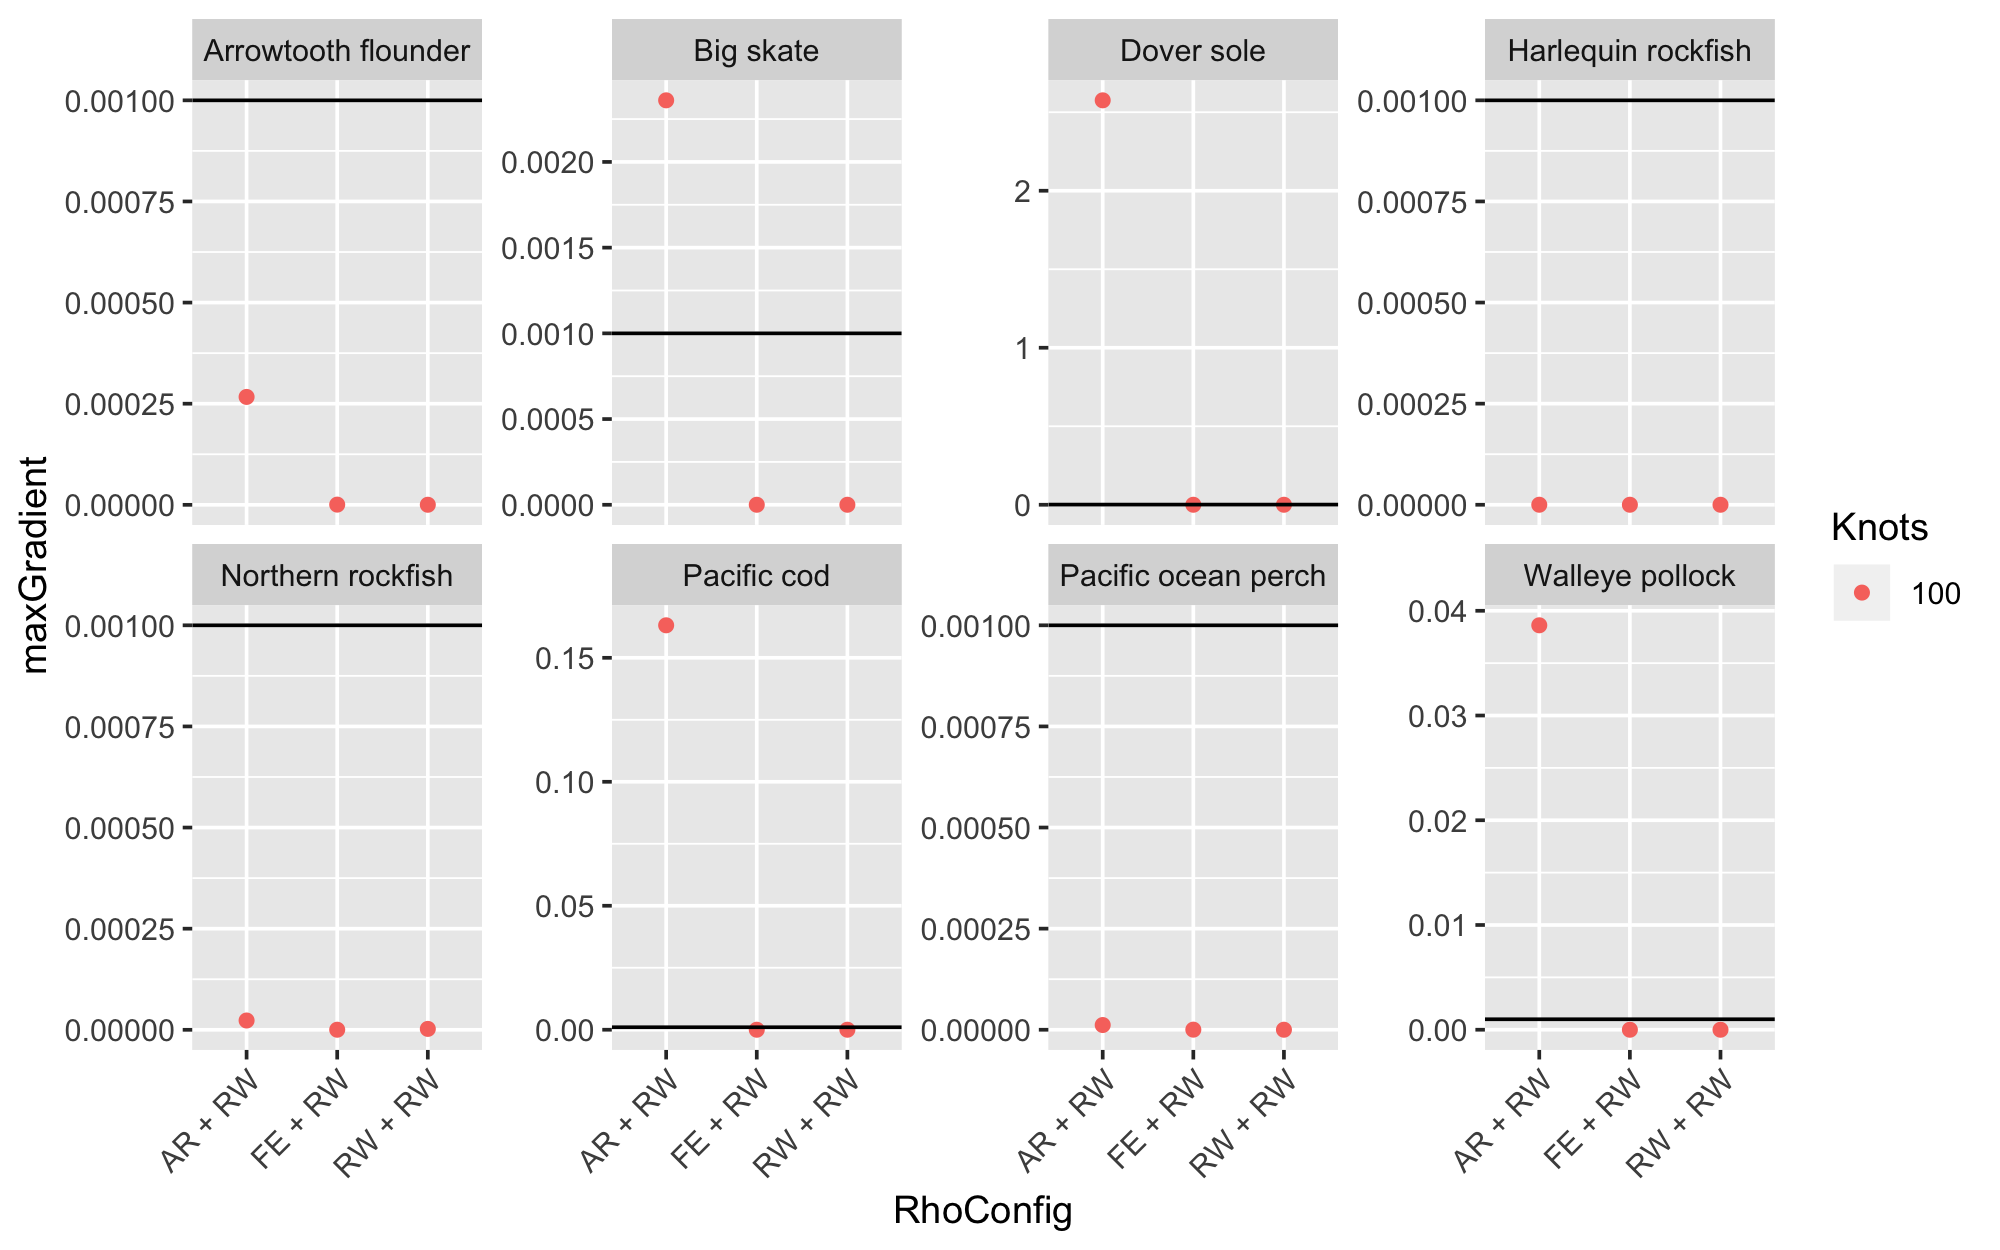 Arrowtooth flounder
Big skate
Dover sole
Harlequin rockfish
0.00100
0.00075
0.00050
0.00025
0.00000
0.0020
0.0015
0.0010
0.0005
0.0000
2
1
0
0.00100
0.00075
0.00050
0.00025
0.00000
maxGradient
Northern rockfish
Pacific cod
Pacific ocean perch
Walleye pollock
0.00100
0.00075
0.00050
0.00025
0.00000
0.15
0.10
0.05
0.00
0.00100
0.00075
0.00050
0.00025
0.00000
0.04
0.03
0.02
0.01
0.00
AR + RW
FE + RW
RW + RW
AR + RW
FE + RW
RW + RW
AR + RW
FE + RW
RW + RW
AR + RW
FE + RW
RW + RW
RhoConfig
Knots
100